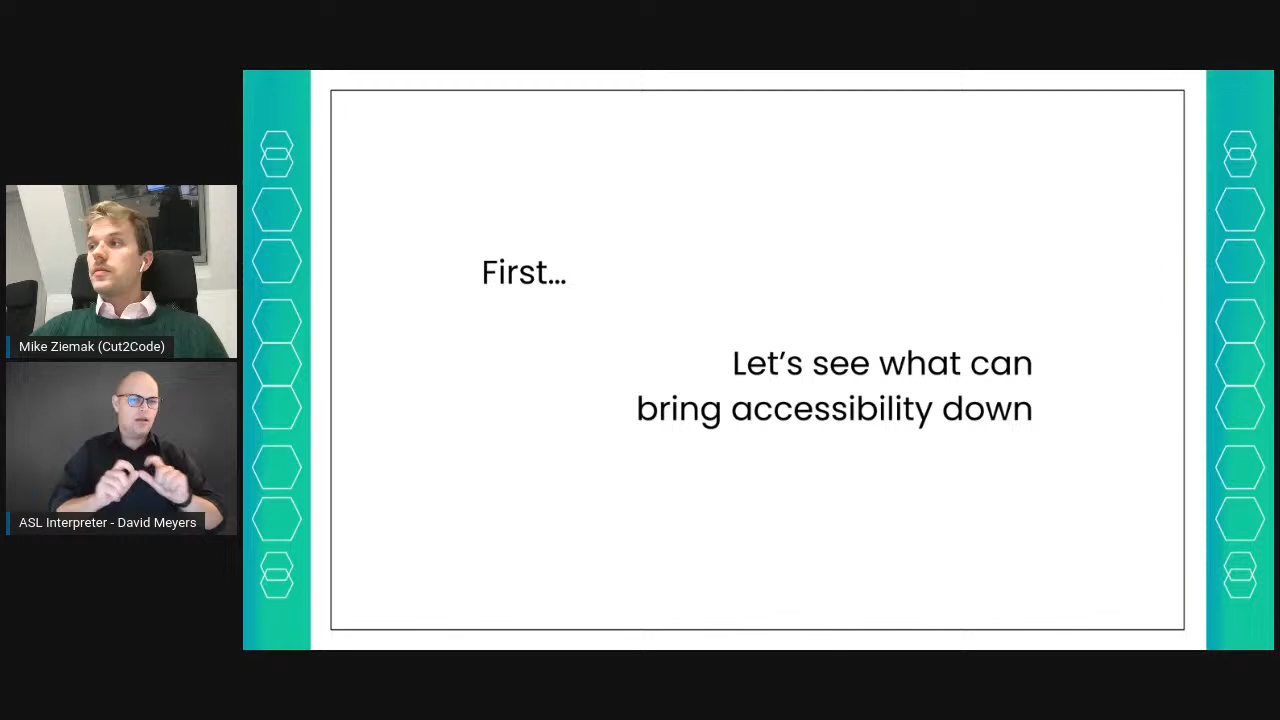 Mike Ziemak (Cut2Code)
ASL Interpreter - David Meyers
First...
Let's see what can
bring accessibility down